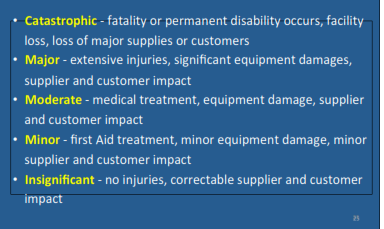 • Catastrophic - fatality or permanent disability occurs, facility
loss, loss of major supplies or customers
• Major - extensive injuries, significant equipment damages,
supplier and customer impact
• Moderate - medical treatment, equipment damage, supplier
and customer impact
• Minor - first Aid treatment, minor equipment damage, minor
supplier and customer impact
• Insignificant - no injuries, correctable supplier and customer
impact
35